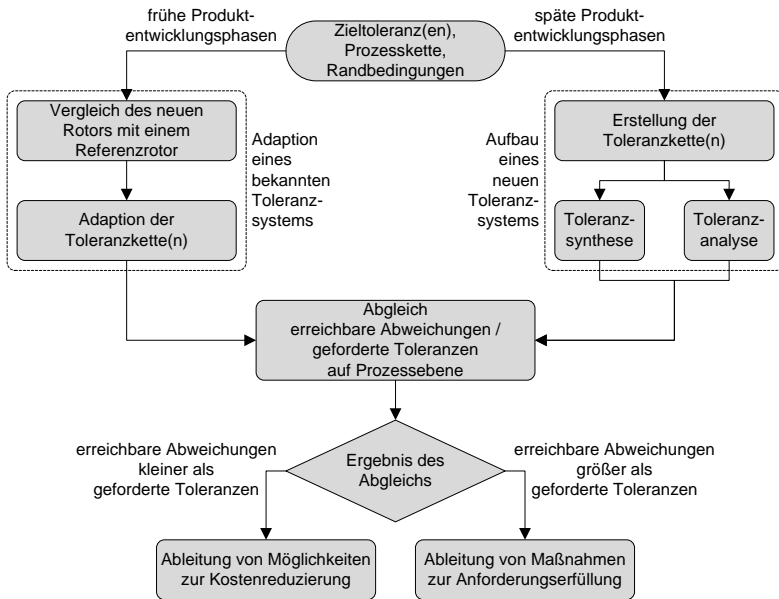 frühe Produkt-
entwicklungsphasen
Zieltoleranz(en),
Prozesskette,
Randbedingungen
späte Produkt-
entwicklungsphasen
Vergleich des neuen
Rotors mit einem
Referenzrotor
Adaption der
Toleranzkette(n)
Adaption
eines
bekannten
Toleranz-
systems
Aufbau
eines
neuen
Toleranz-
systems
Erstellung der
Toleranzkette(n)
Toleranz-
synthese
Toleranz-
analyse
Abgleich
erreichbare Abweichungen /
geforderte Toleranzen
auf Prozessebene
erreichbare Abweichungen
kleiner als
geforderte Toleranzen
Ergebnis des
Abgleichs
erreichbare Abweichungen
größer als
geforderte Toleranzen
Ableitung von Möglichkeiten
zur Kostenreduzierung
Ableitung von Maßnahmen
zur Anforderungserfüllung